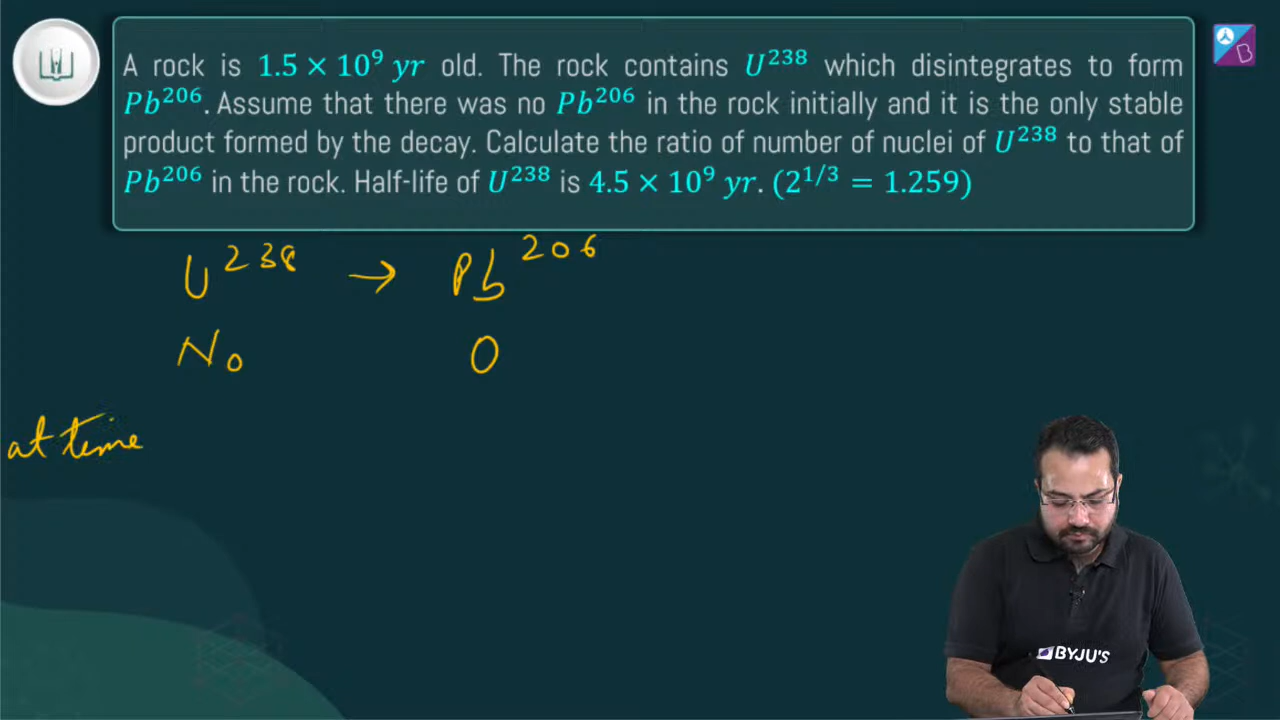 A rock is 1.5 × 10⁹ yr old. The rock contains U²³⁸ which disintegrates to form
Pb²⁰⁶. Assume that there was no Pb²⁰⁶ in the rock initially and it is the only stable
product formed by the decay. Calculate the ratio of number of nuclei of U²³⁸ to that of
Pb²⁰⁶ in the rock. Half-life of U²³⁸ is 4.5 × 10⁹ yr. (2^{1/3} = 1.259)
U²³⁸ → Pb²⁰⁶
N₀ 0
at time
BYJU'S